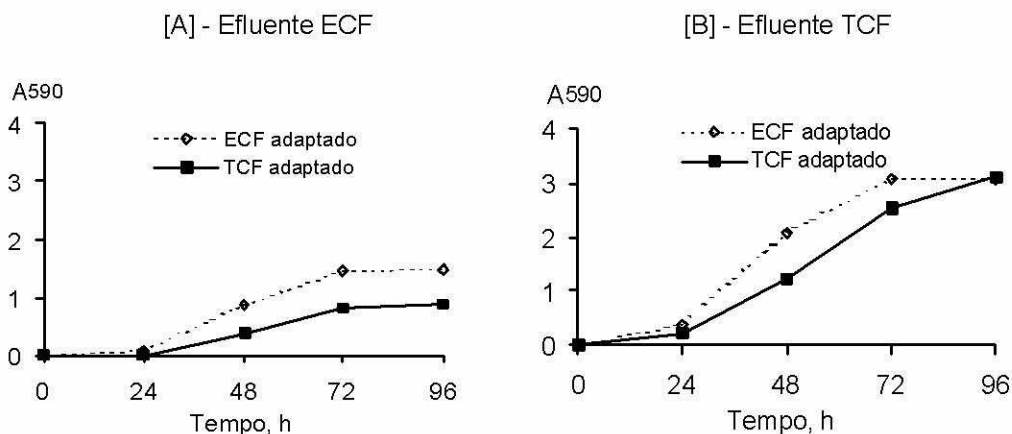 [A] - Efluente ECF
A590
4
3
2
1
0
ECF adaptado
TCF adaptado
0 24 48 72 96
Tempo, h
[B] - Efluente TCF
A590
4
3
2
1
0
ECF adaptado
TCF adaptado
0 24 48 72 96
Tempo, h